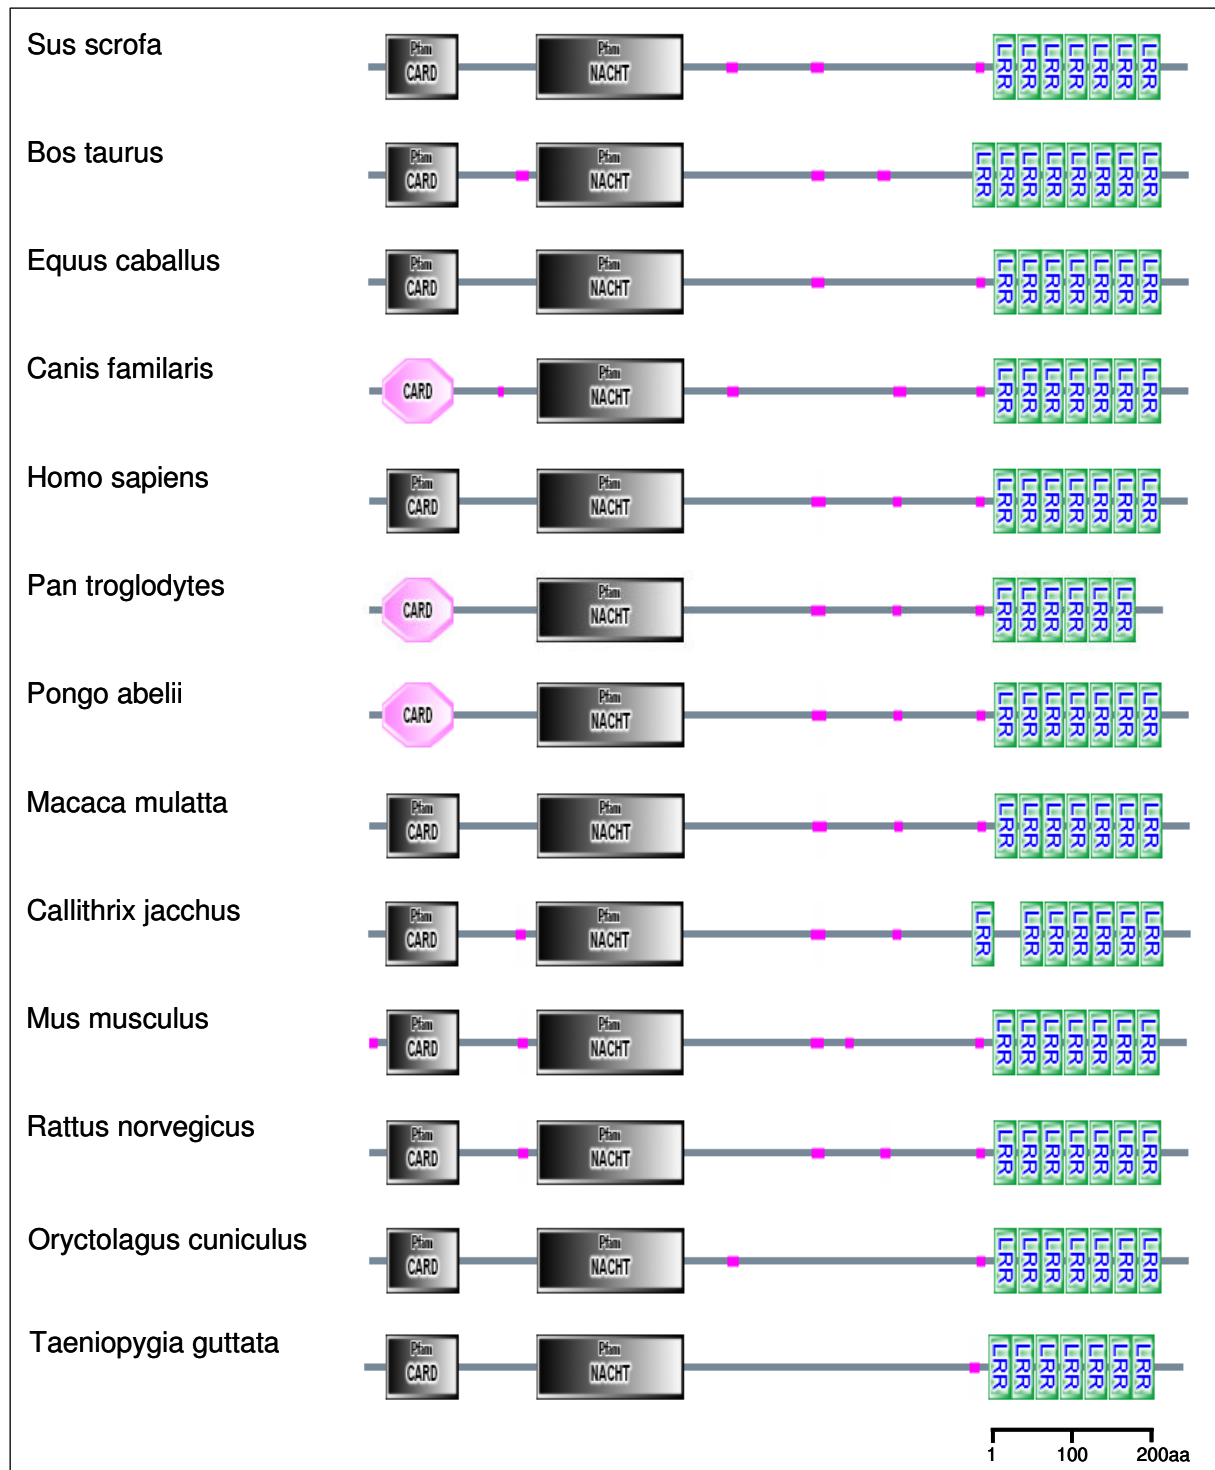 Sus scrofa
Pfam Pfam
CARD NACHT LRR LRR LRR LRR LRR LRR LRR
Bos taurus
Pfam Pfam
CARD NACHT LRR LRR LRR LRR LRR LRR LRR LRR
Equus caballus
Pfam Pfam
CARD NACHT LRR LRR LRR LRR LRR LRR LRR
Canis familaris
Pfam
CARD NACHT LRR LRR LRR LRR LRR LRR LRR
Homo sapiens
Pfam Pfam
CARD NACHT LRR LRR LRR LRR LRR LRR LRR
Pan troglodytes
Pfam
CARD NACHT LRR LRR LRR LRR LRR LRR
Pongo abelii
Pfam
CARD NACHT LRR LRR LRR LRR LRR LRR LRR
Macaca mulatta
Pfam Pfam
CARD NACHT LRR LRR LRR LRR LRR LRR LRR
Callithrix jacchus
Pfam Pfam
CARD NACHT LRR LRR LRR LRR LRR LRR LRR
Mus musculus
Pfam Pfam
CARD NACHT LRR LRR LRR LRR LRR LRR LRR
Rattus norvegicus
Pfam Pfam
CARD NACHT LRR LRR LRR LRR LRR LRR LRR
Oryctolagus cuniculus
Pfam Pfam
CARD NACHT LRR LRR LRR LRR LRR LRR LRR
Taeniopygia guttata
Pfam Pfam
CARD NACHT LRR LRR LRR LRR LRR LRR LRR
1 100 200aa